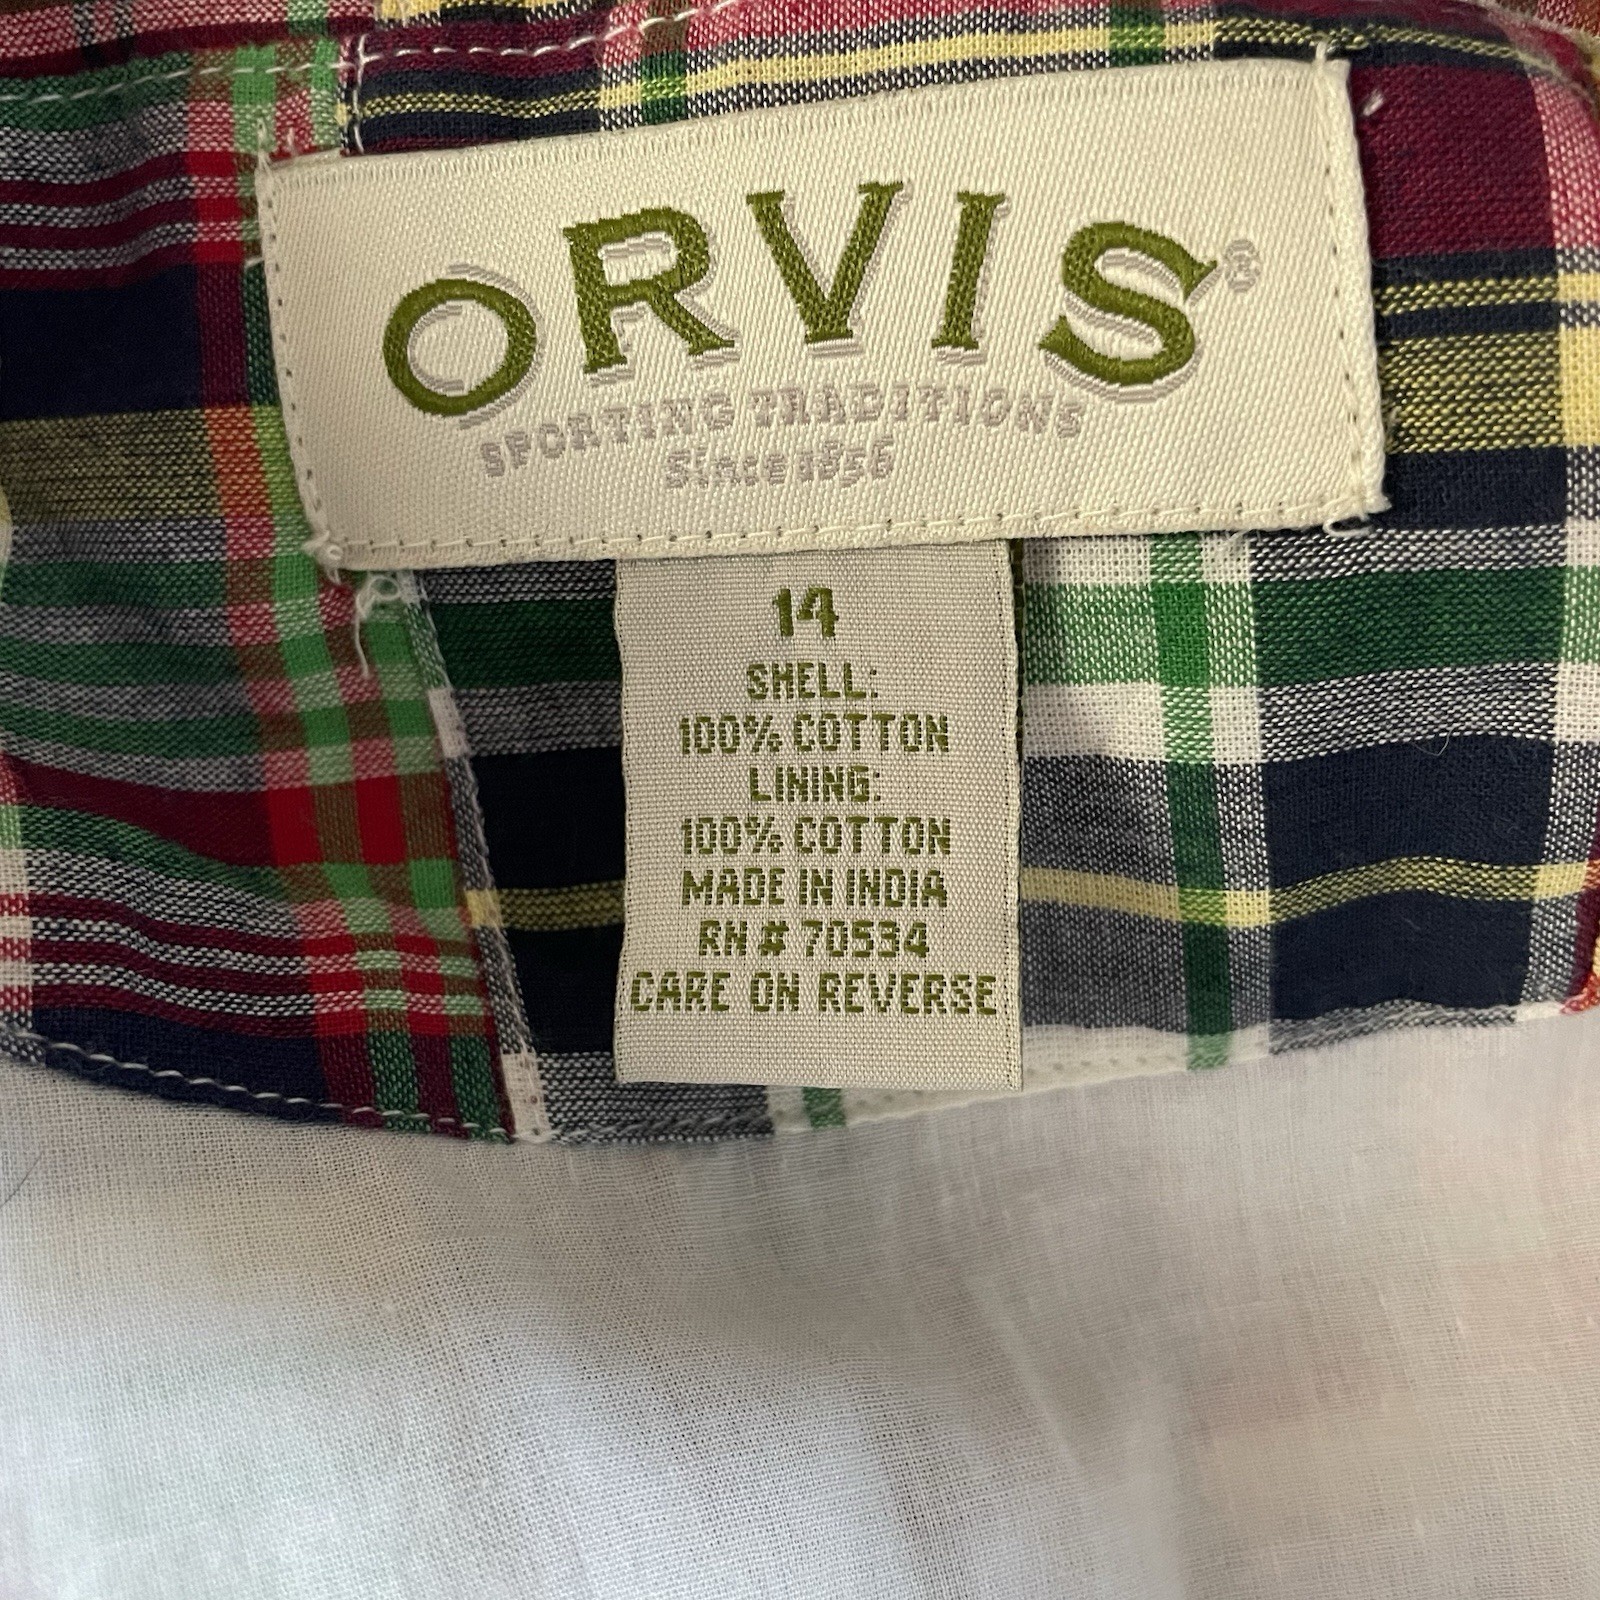 ORVIS®
SPORTING TRADITIONS
Since 1856
14
SHELL:
100% COTTON
LINING:
100% COTTON
MADE IN INDIA
RN # 70534
CARE ON REVERSE